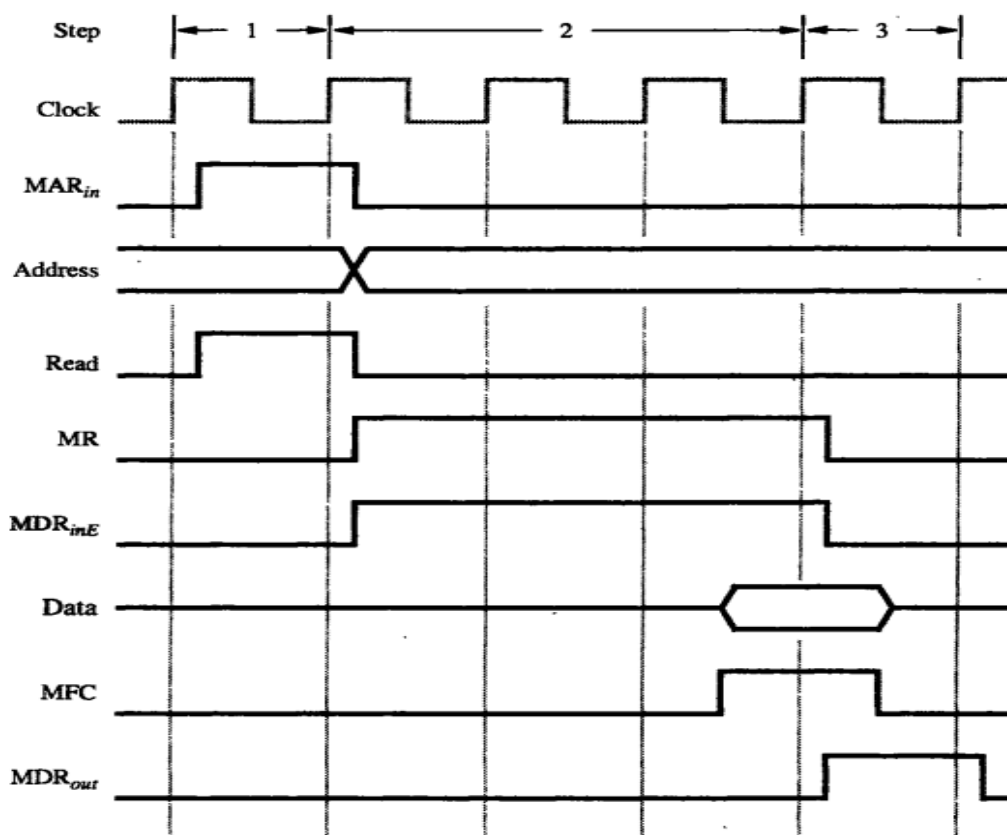 Step 1 2 3
Clock
MARin
Address
Read
MR
MDRinE
Data
MFC
MDRout